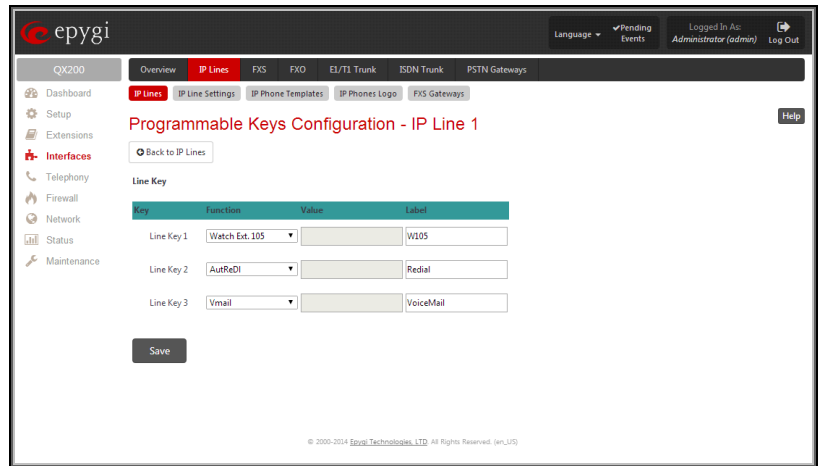 epygi
Language
✔Pending Events
Logged In As:
Administrator (admin)
Log Out
QX200
Overview IP Lines FXS FXO E1/T1 Trunk ISDN Trunk PSTN Gateways
Dashboard
Setup
Extensions
Interfaces
Telephony
Firewall
Network
Status
Maintenance
IP Lines IP Line Settings IP Phone Templates IP Phones Logo FXS Gateways
Help
Programmable Keys Configuration - IP Line 1
Back to IP Lines
Line Key
Key Function Value Label
Line Key 1 Watch Ext. 105 W105
Line Key 2 AutReDl Redial
Line Key 3 Vmail VoiceMail
Save
© 2000-2014 Epygi Technologies, LTD. All Rights Reserved. (en_US)